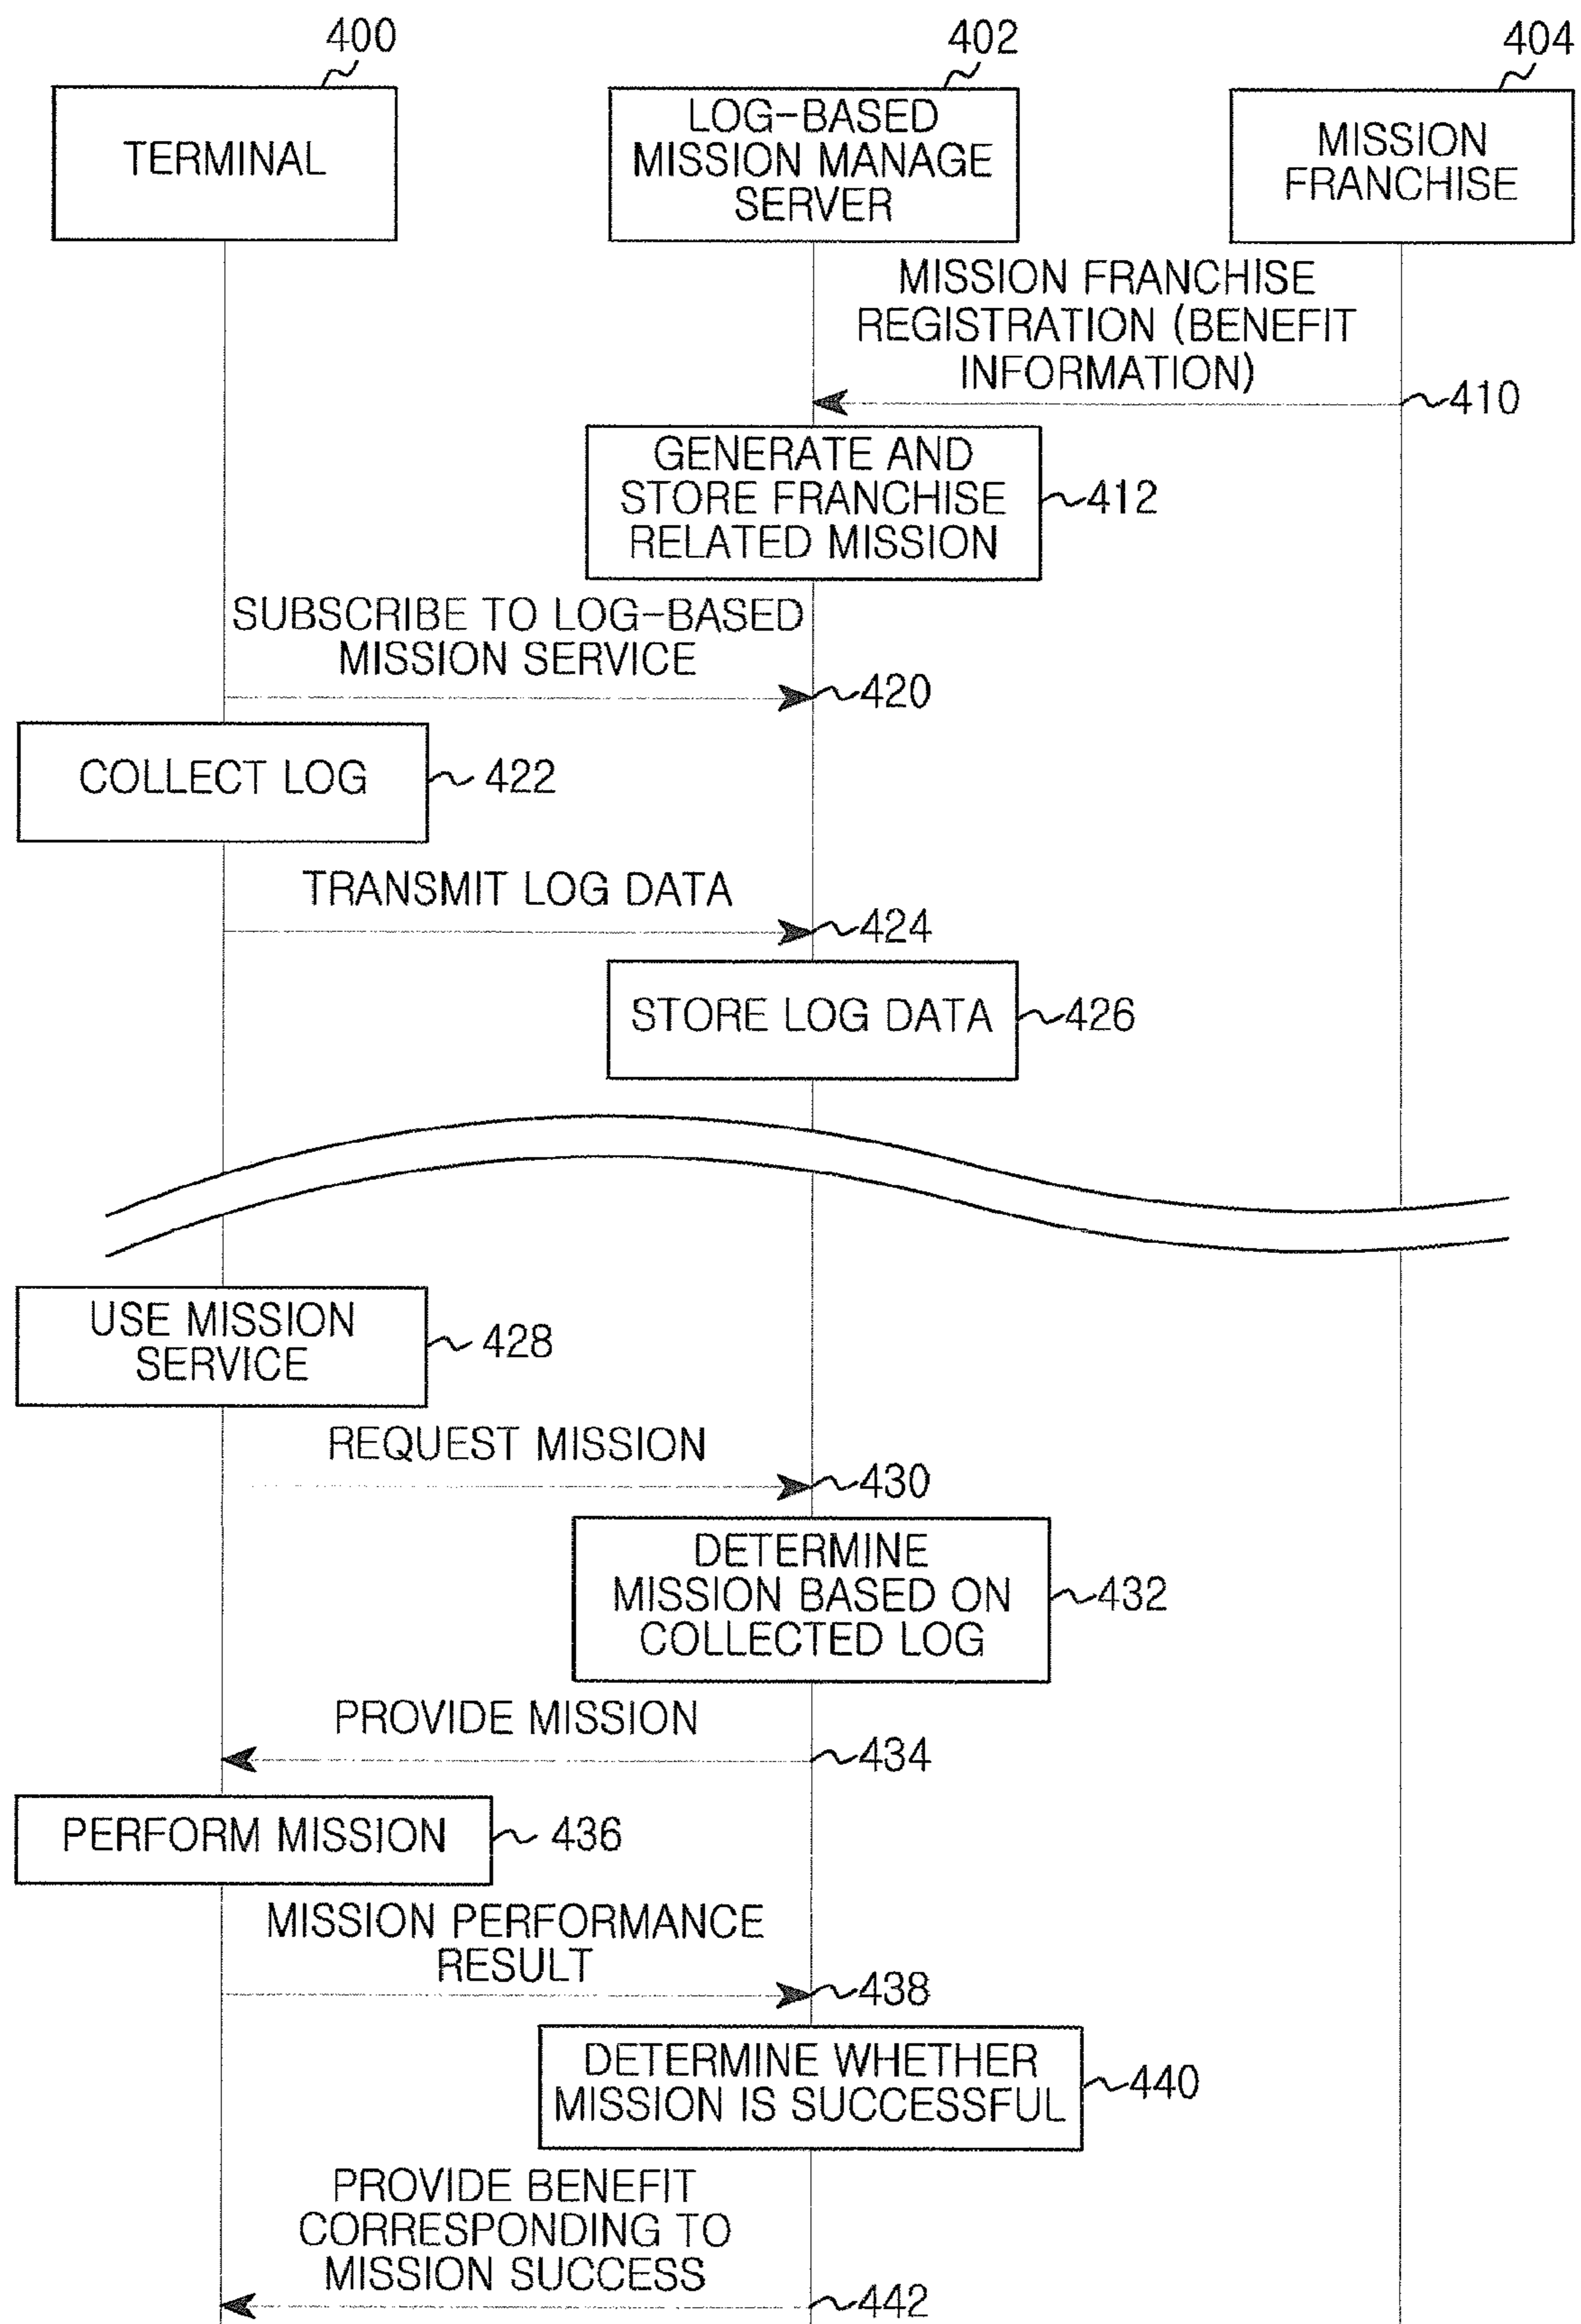 400
402
404
TERMINAL
LOG-BASED
MISSION MANAGE
SERVER
MISSION
FRANCHISE
MISSION FRANCHISE
REGISTRATION (BENEFIT
INFORMATION)
410
GENERATE AND
STORE FRANCHISE
RELATED MISSION
412
SUBSCRIBE TO LOG-BASED
MISSION SERVICE
420
COLLECT LOG
422
TRANSMIT LOG DATA
424
STORE LOG DATA
426
USE MISSION
SERVICE
428
REQUEST MISSION
430
DETERMINE
MISSION BASED ON
COLLECTED LOG
432
PROVIDE MISSION
434
PERFORM MISSION
436
MISSION PERFORMANCE
RESULT
438
DETERMINE WHETHER
MISSION IS SUCCESSFUL
440
PROVIDE BENEFIT
CORRESPONDING TO
MISSION SUCCESS
442